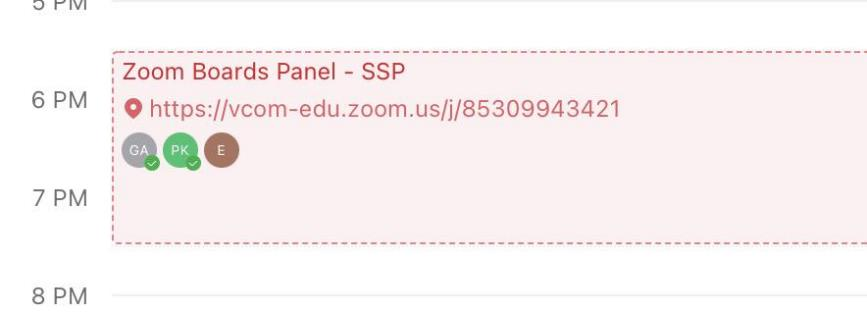 5 PM
Zoom Boards Panel - SSP
6 PM
https://vcom-edu.zoom.us/j/85309943421
GA PK E
7 PM
8 PM